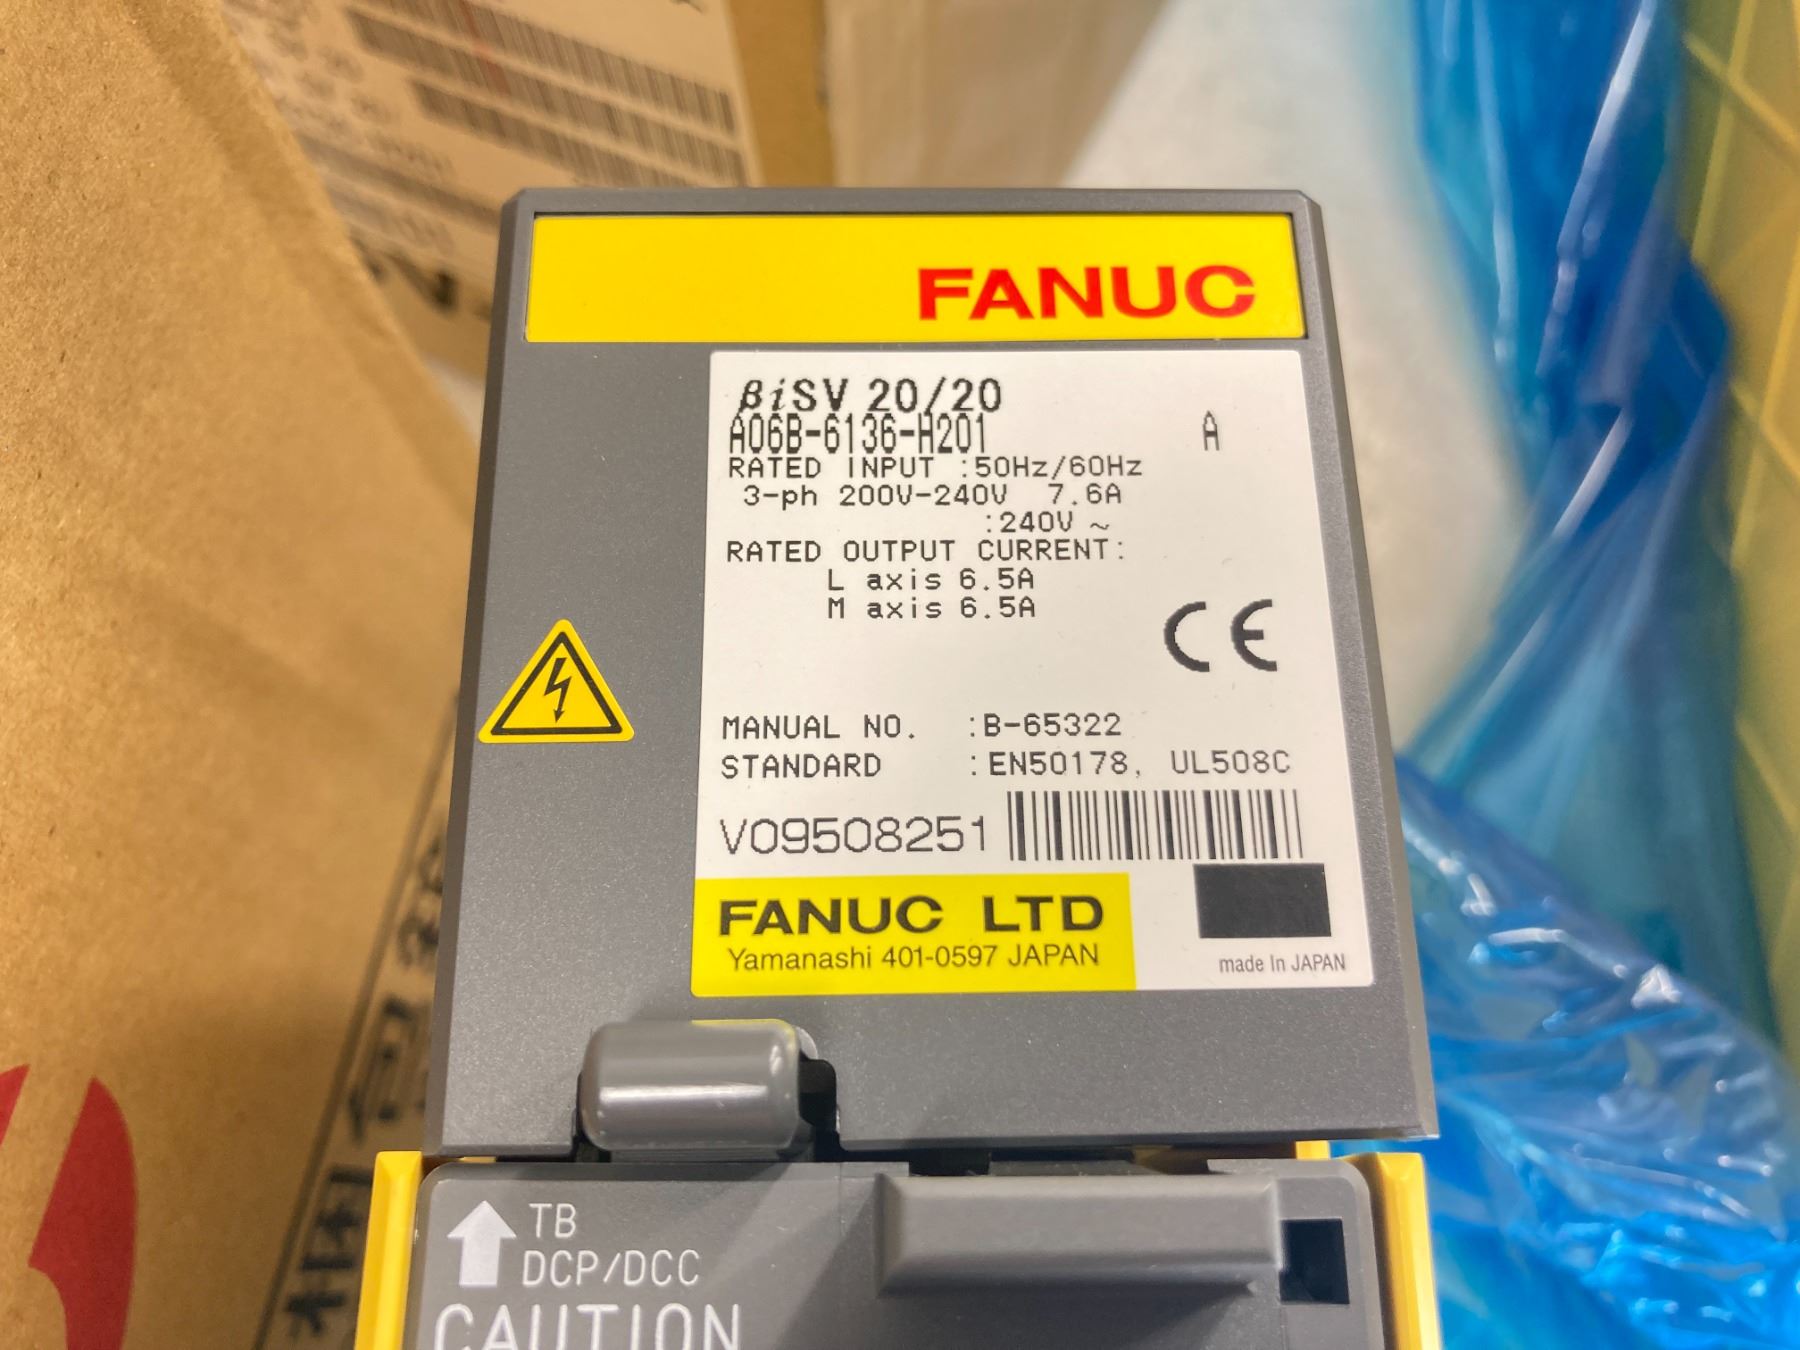 FANUC
βiSV 20/20
A06B-6136-H201 A
RATED INPUT :50Hz/60Hz
3-ph 200V-240V 7.6A
:240V ~
RATED OUTPUT CURRENT:
L axis 6.5A
M axis 6.5A
CE
MANUAL NO. :B-65322
STANDARD :EN50178, UL508C
V09508251
FANUC LTD
Yamanashi 401-0597 JAPAN
made In JAPAN
TB
DCP/DCC
CAUTION